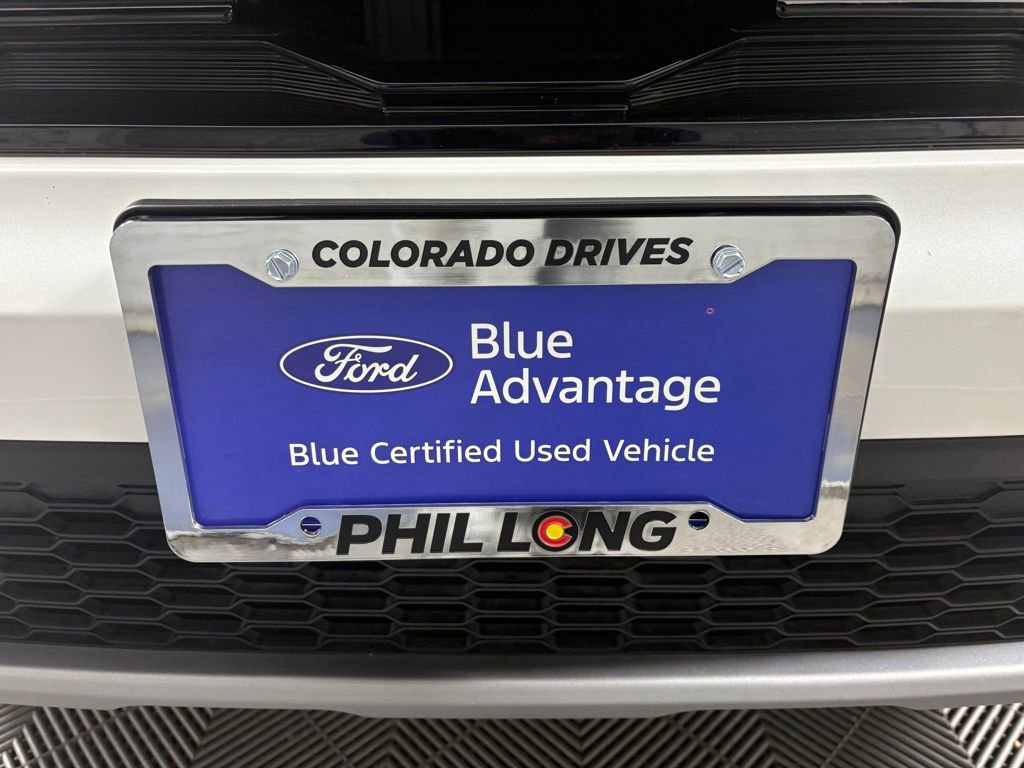 COLORADO DRIVES
Ford
Blue
Advantage
Blue Certified Used Vehicle
PHIL LONG